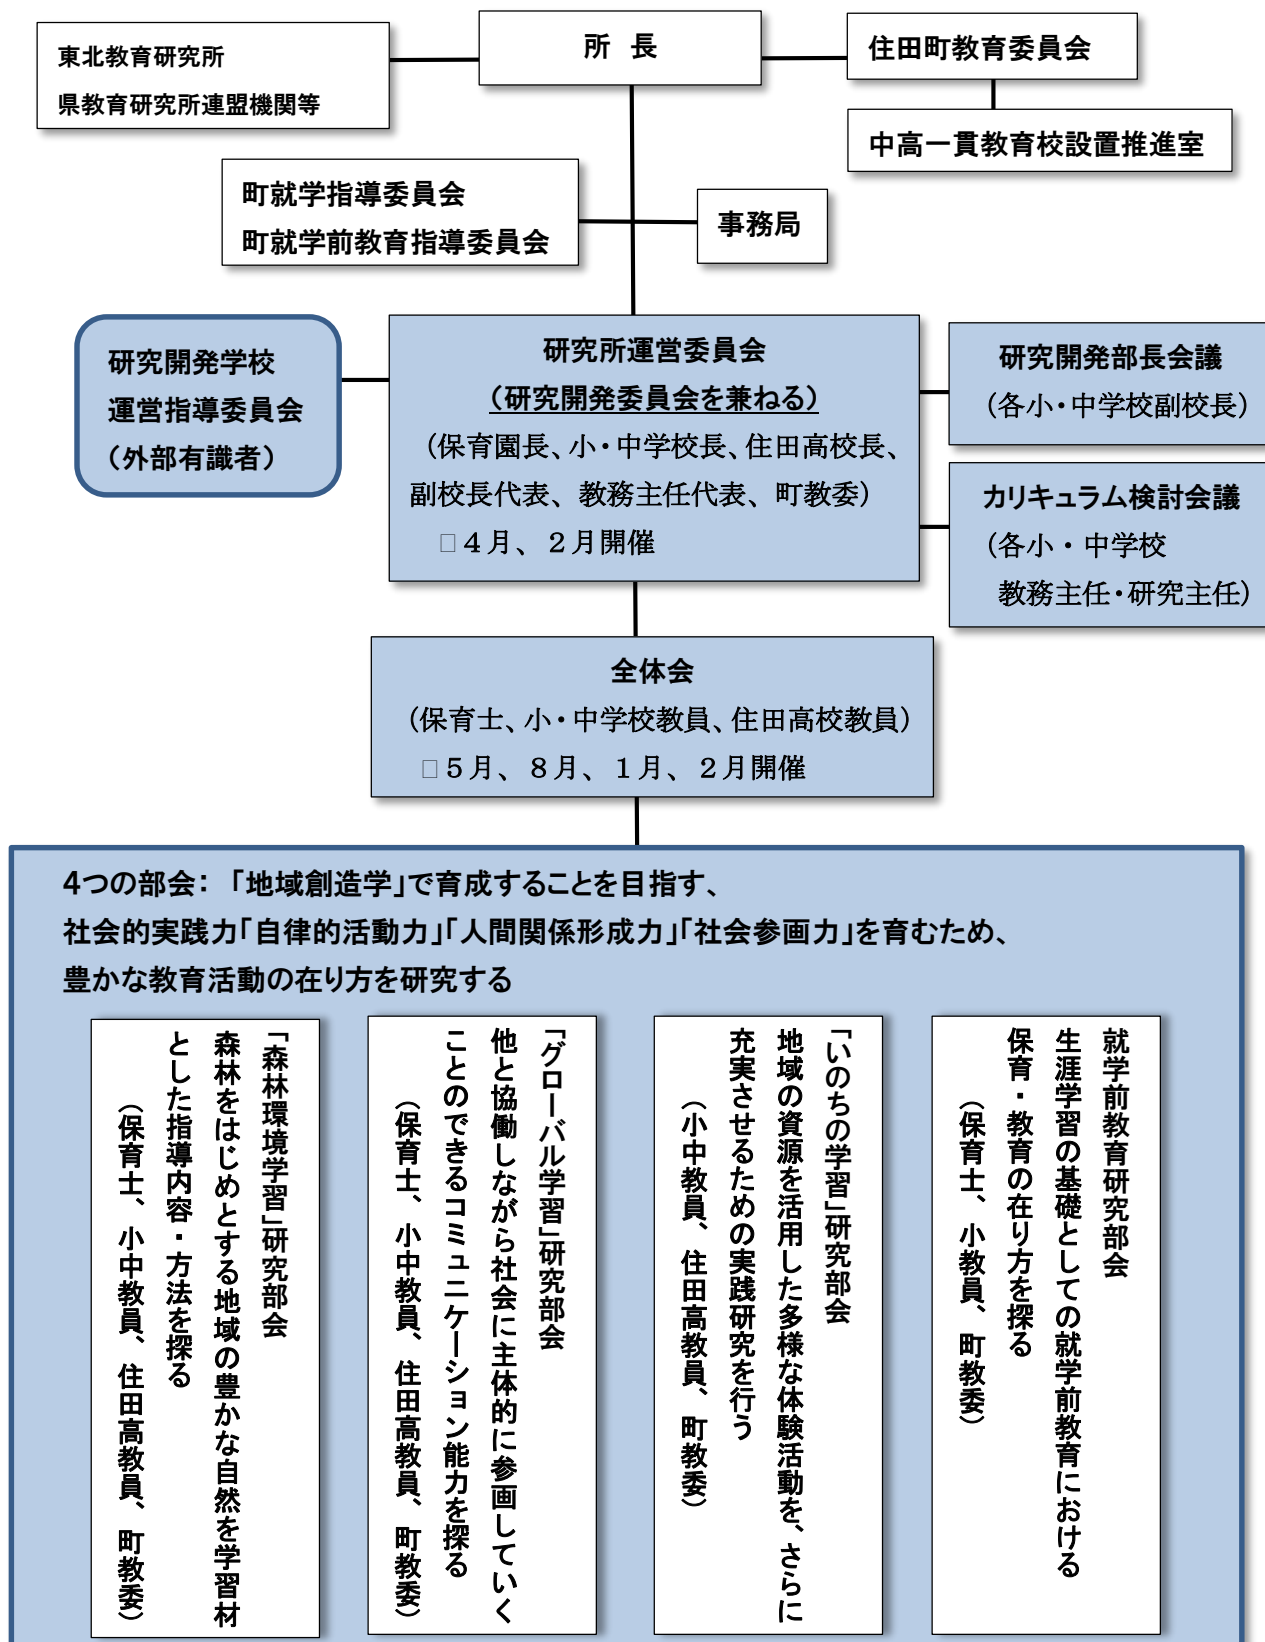 所 長
東北教育研究所
県教育研究所連盟機関等
住田町教育委員会
中高一貫教育校設置推進室
町就学指導委員会
町就学前教育指導委員会
事務局
研究開発学校
運営指導委員会
（外部有識者）
研究所運営委員会
（研究開発委員会を兼ねる）
（保育園長、小・中学校長、住田高校長、
副校長代表、教務主任代表、町教委）
□４月、２月開催
研究開発部長会議
（各小・中学校副校長）
カリキュラム検討会議
（各小・中学校
教務主任・研究主任）
全体会
（保育士、小・中学校教員、住田高校教員）
□５月、８月、１月、２月開催
4つの部会：「地域創造学」で育成することを目指す、
社会的実践力「自律的活動力」「人間関係形成力」「社会参画力」を育むため、
豊かな教育活動の在り方を研究する
就学前教育研究部会
生涯学習の基礎としての就学前教育における
保育・教育の在り方を探る
（保育士、小教員、町教委）
「いのちの学習」研究部会
地域の資源を活用した多様な体験活動を、さらに
充実させるための実践研究を行う
（小中教員、住田高教員、町教委）
「グローバル学習」研究部会
他と協働しながら社会に主体的に参画していく
ことのできるコミュニケーション能力を探る
（保育士、小中教員、住田高教員、町教委）
「森林環境学習」研究部会
森林をはじめとする地域の豊かな自然を学習材
とした指導内容・方法を探る
（保育士、小中教員、住田高教員、町教委）